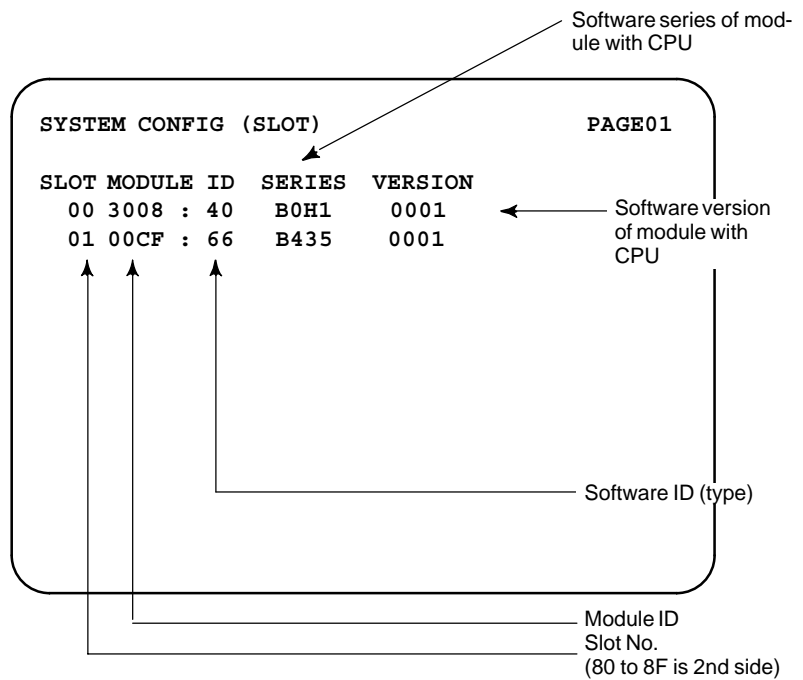 Software series of mod-
ule with CPU
SYSTEM CONFIG (SLOT) PAGE01
SLOT MODULE ID SERIES VERSION
00 3008 : 40 B0H1 0001
01 00CF : 66 B435 0001
Software version
of module with
CPU
Software ID (type)
Module ID
Slot No.
(80 to 8F is 2nd side)